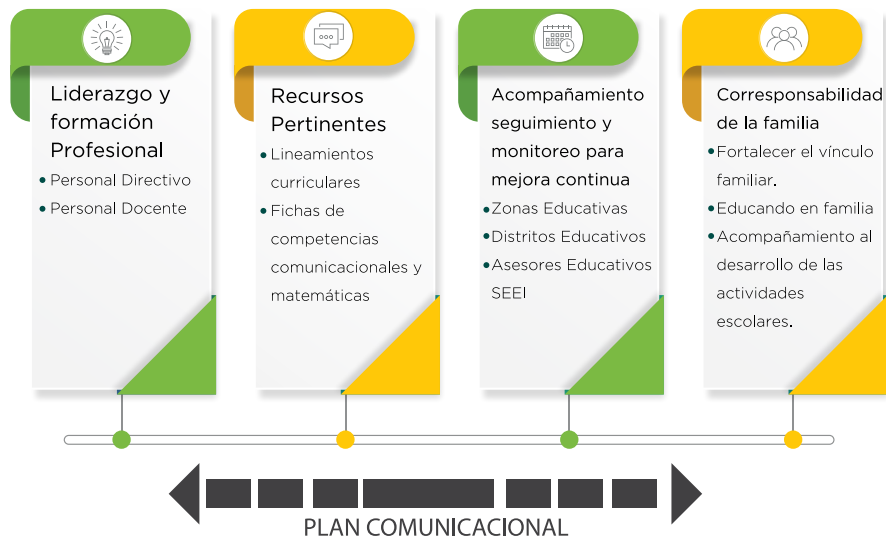 Liderazgo y
formación
Profesional
• Personal Directivo
• Personal Docente
Recursos
Pertinentes
• Lineamientos
curriculares
• Fichas de
competencias
comunicacionales y
matemáticas
Acompañamiento
seguimiento y
monitoreo para
mejora continua
• Zonas Educativas
• Distritos Educativos
• Asesores Educativos
SEEI
Corresponsabilidad
de la familia
• Fortalecer el vínculo
familiar.
• Educando en familia
• Acompañamiento al
desarrollo de las
actividades
escolares.
PLAN COMUNICACIONAL